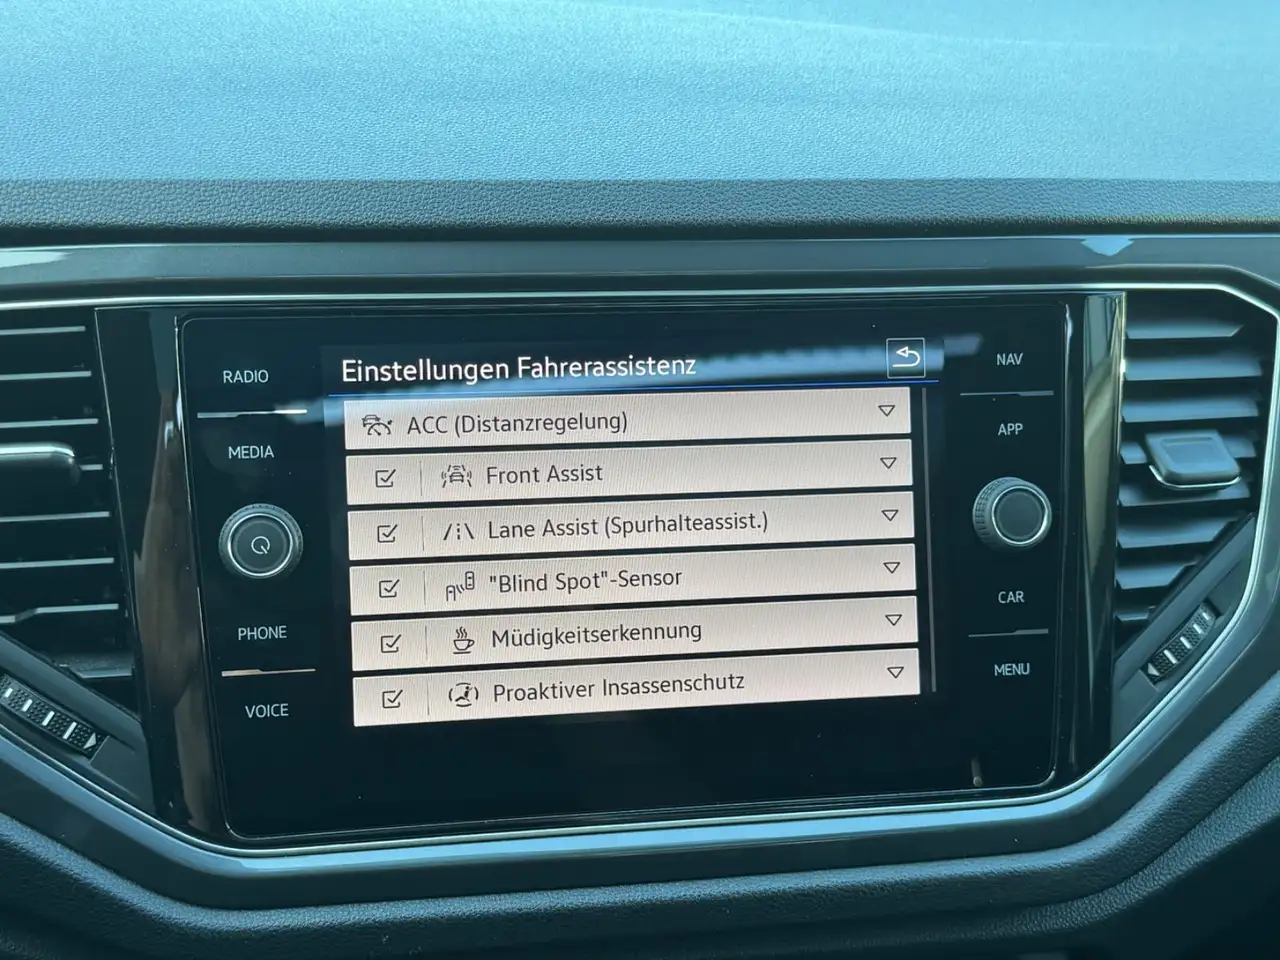 RADIO
MEDIA
PHONE
VOICE
Einstellungen Fahrerassistenz
ACC (Distanzregelung)
Front Assist
Lane Assist (Spurhalteassist.)
"Blind Spot"-Sensor
Müdigkeitserkennung
Proaktiver Insassenschutz
NAV
APP
CAR
MENU